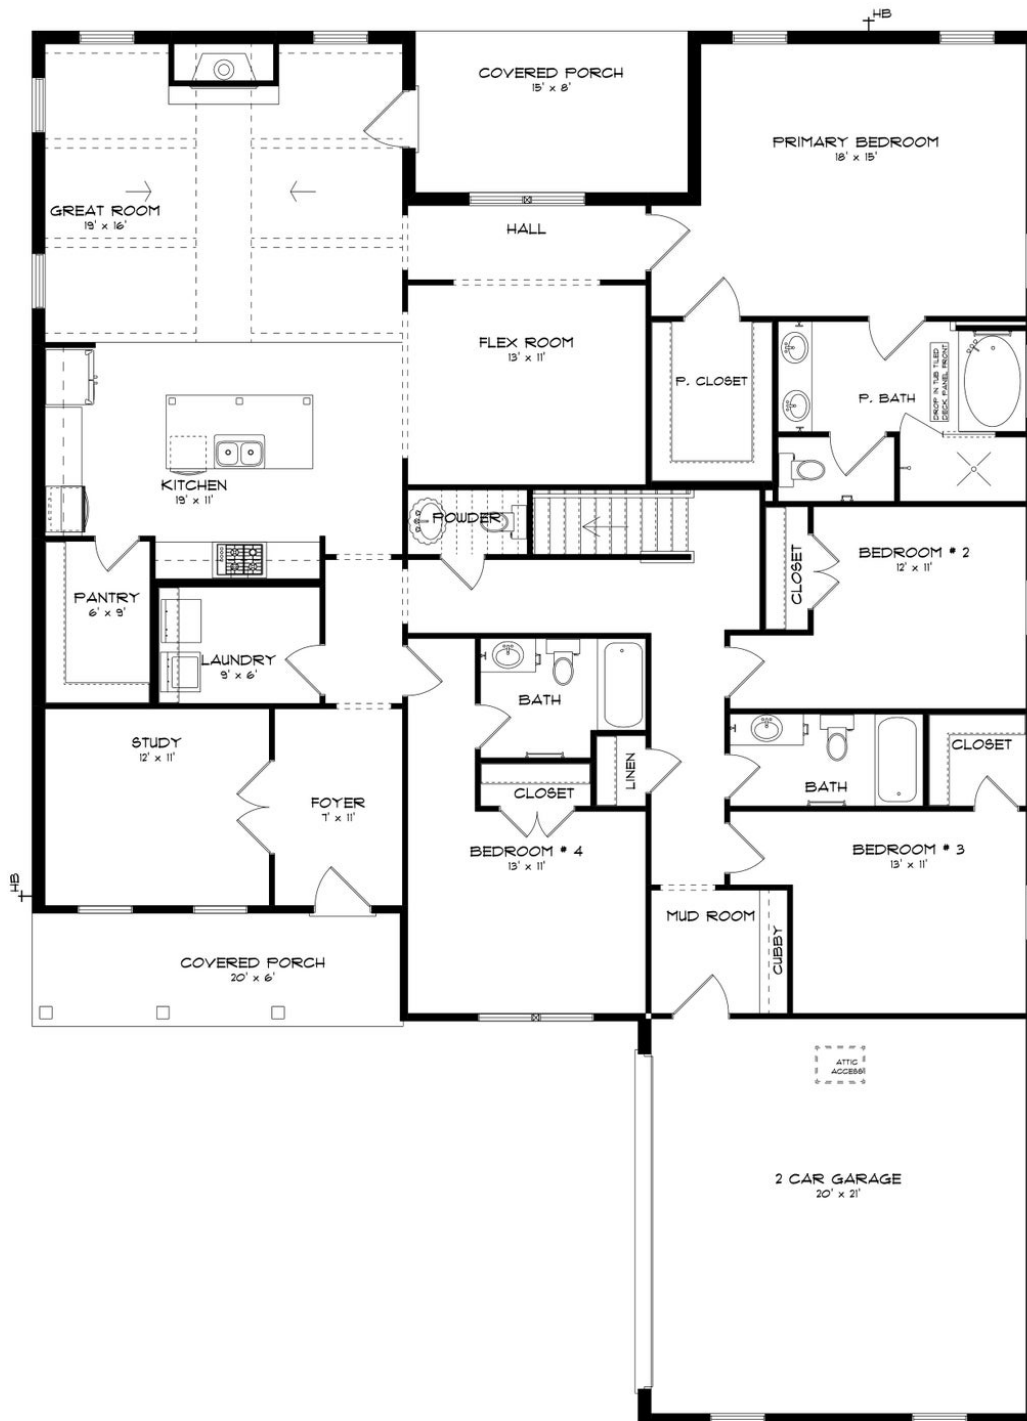 HB
COVERED PORCH
15' x 8'
PRIMARY BEDROOM
18' x 15'
GREAT ROOM
19' x 16'
HALL
FLEX ROOM
13' x 11'
P. CLOSET
DROP IN TUB TILED
DECK PANEL FRONT
P. BATH
KITCHEN
19' x 11'
POWDER
CLOSET
BEDROOM # 2
12' x 11'
PANTRY
6' x 9'
LAUNDRY
9' x 6'
BATH
STUDY
12' x 11'
CLOSET
LINEN
FOYER
7' x 11'
CLOSET
BATH
BEDROOM # 4
13' x 11'
BEDROOM # 3
13' x 11'
HB
MUD ROOM
CUBBY
COVERED PORCH
20' x 6'
ATTIC
ACCESS
2 CAR GARAGE
20' x 21'